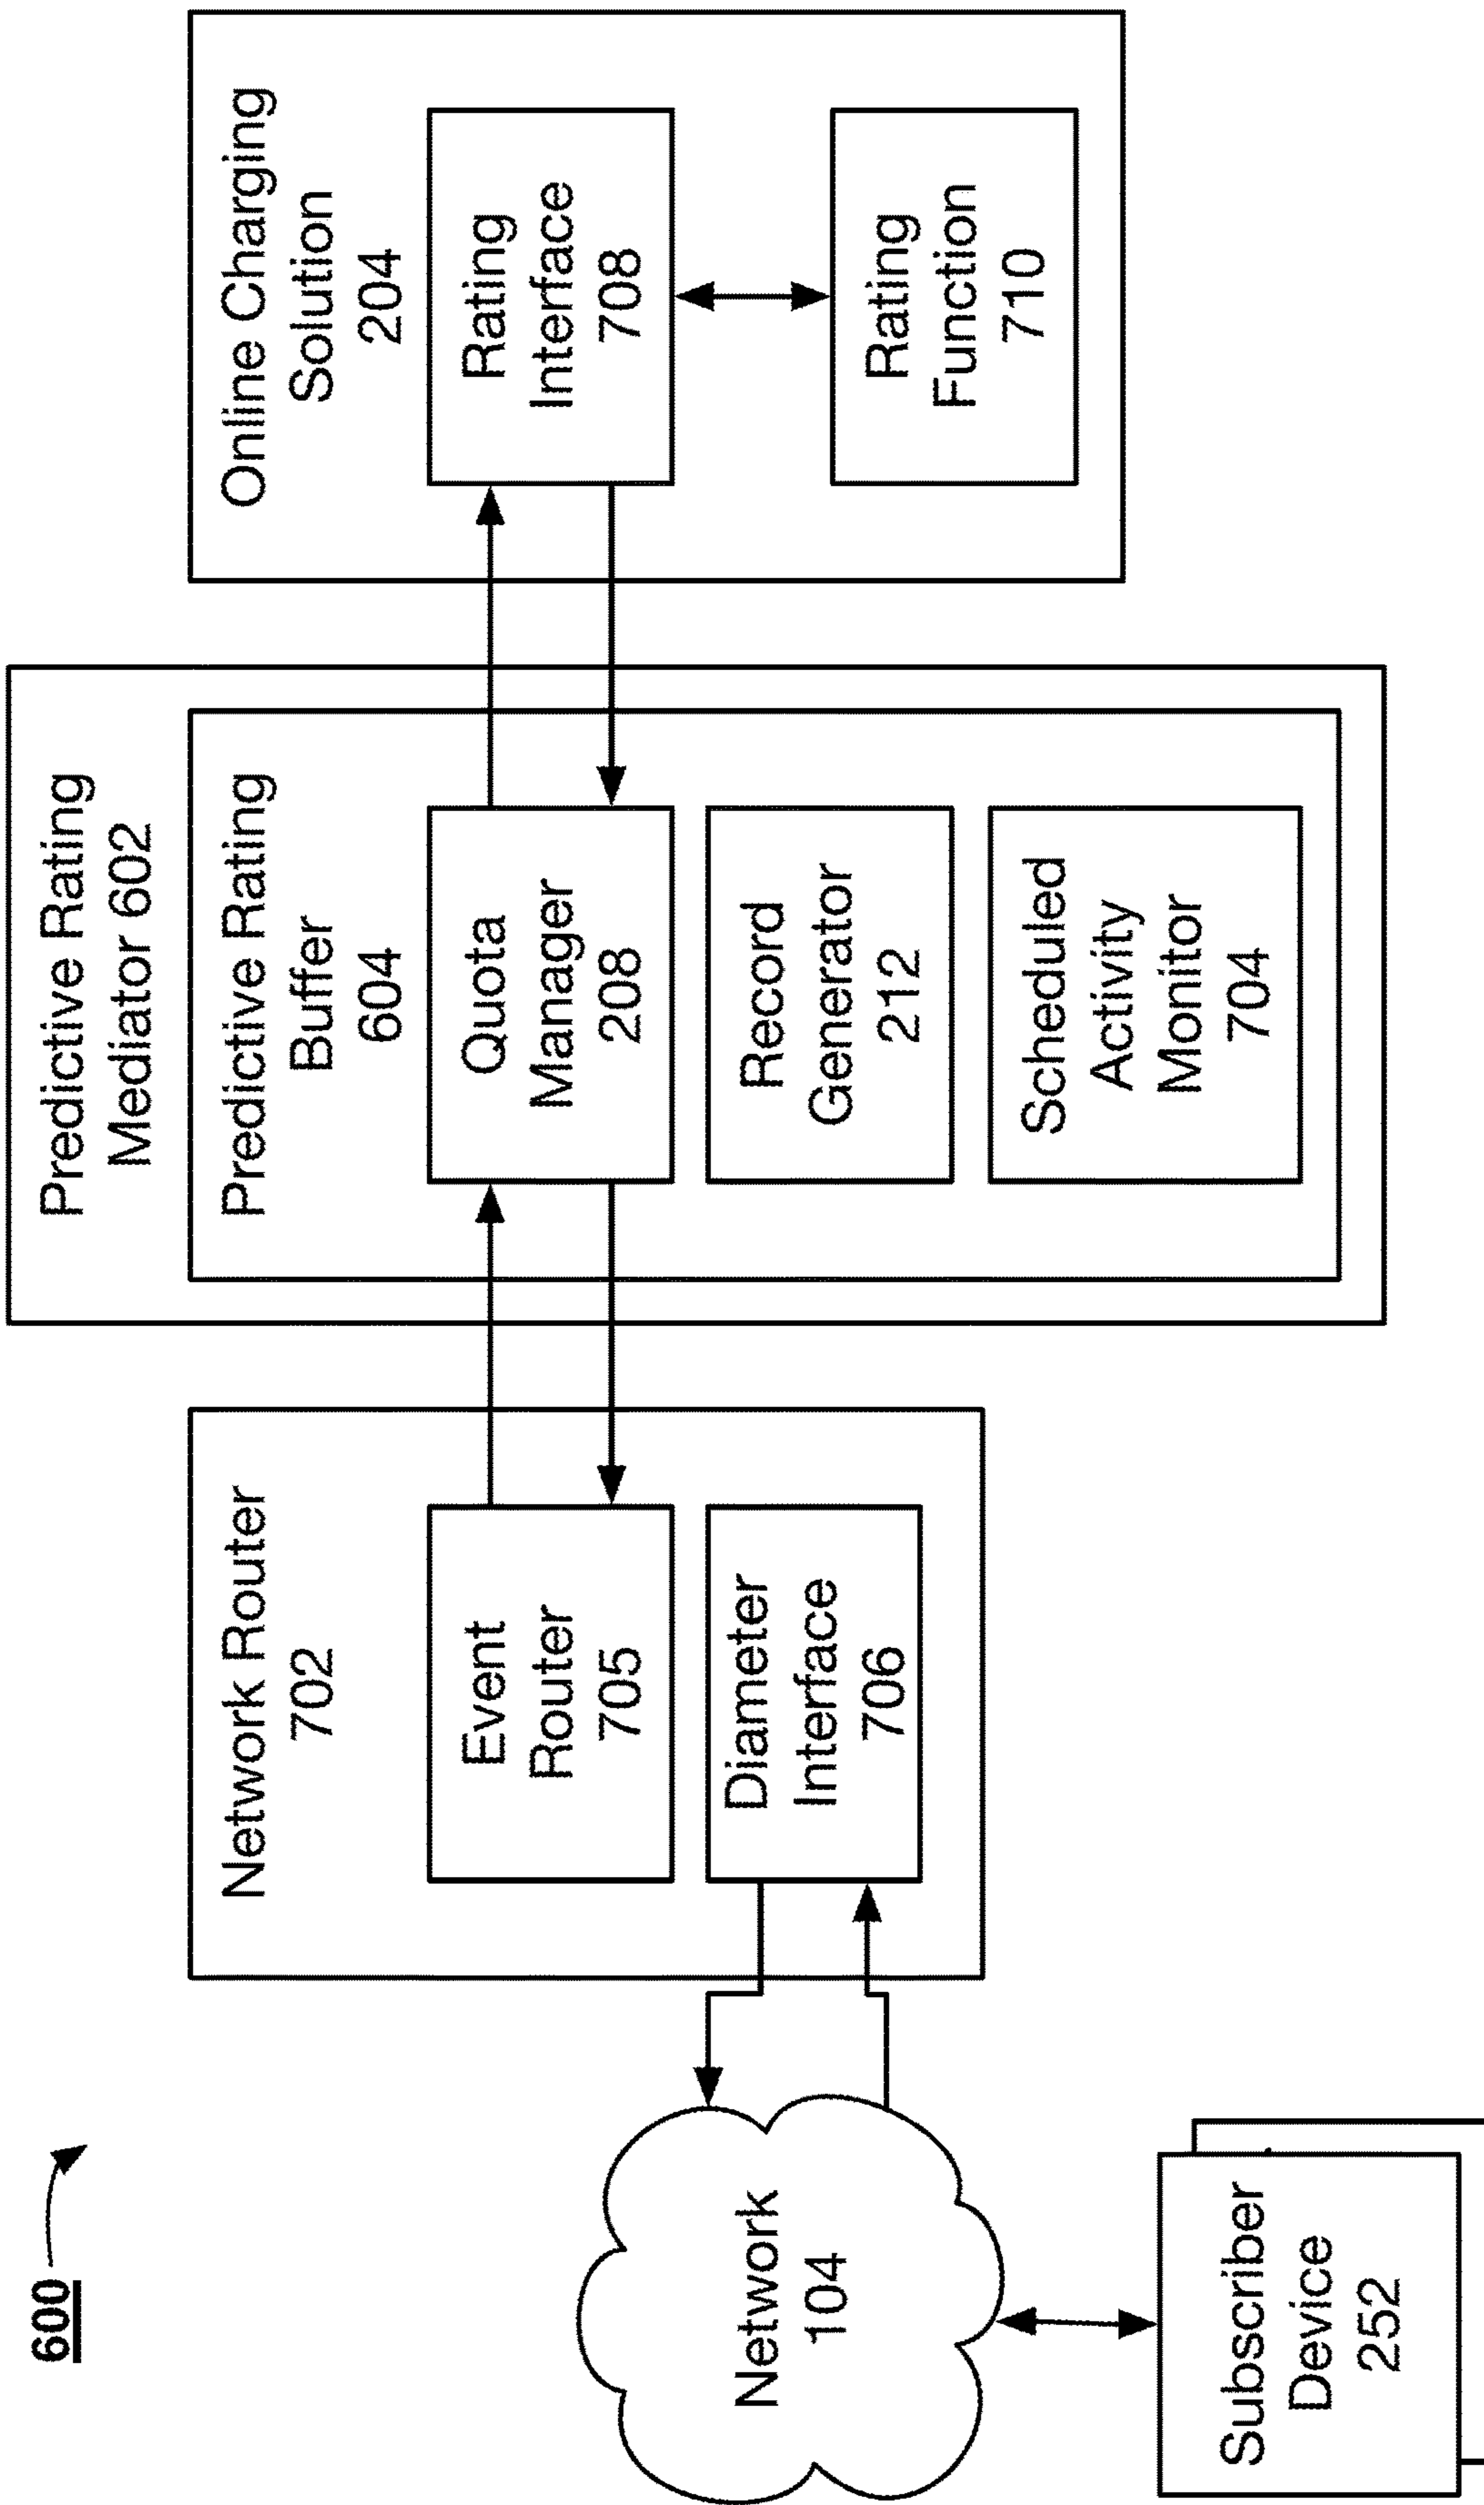 600
Network
104
Subscriber
Device
252
Network Router
702
Event
Router
705
Diameter
Interface
706
Predictive Rating
Mediator 602
Predictive Rating
Buffer
604
Quota
Manager
208
Record
Generator
212
Scheduled
Activity
Monitor
704
Online Charging
Solution
204
Rating
Interface
708
Rating
Function
710